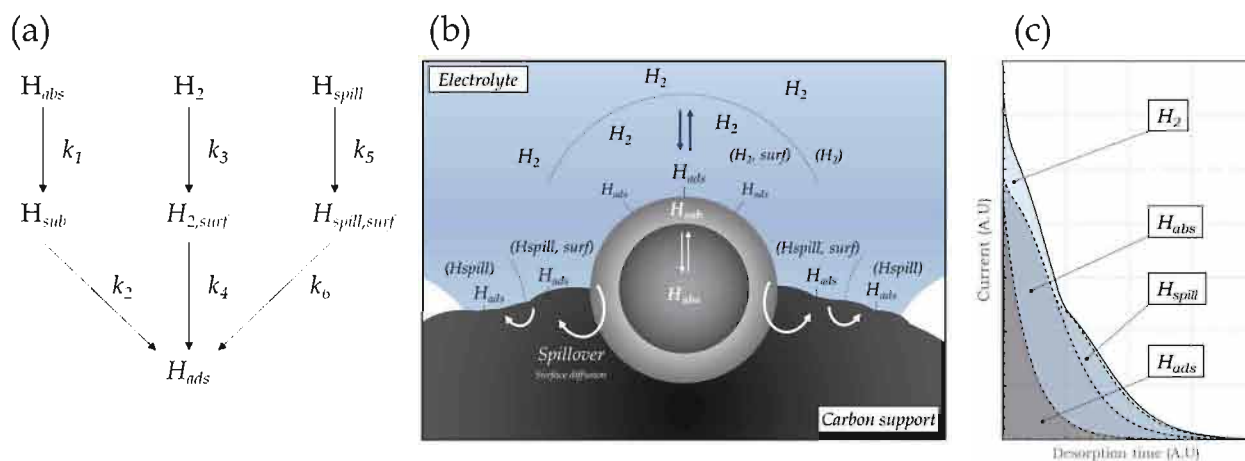 (a)
H_abs H_2 H_spill
k_1 k_3 k_5
H_sub H_2,surf H_spill,surf
k_2 k_4 k_6
H_ads
(b)
Electrolyte
H_2 H_2
H_2 H_2
H_2 (H_2, surf) (H_2)
H_ads
H_ads H_ads
H_sub
(Hspill, surf) (Hspill, surf)
(Hspill) (Hspill)
H_ads H_ads
H_ads H_ads
H_abs
Spillover
Surface diffusion
Carbon support
(c)
H_2
H_abs
H_spill
H_ads
Current (A.U)
Desorption time (A.U)